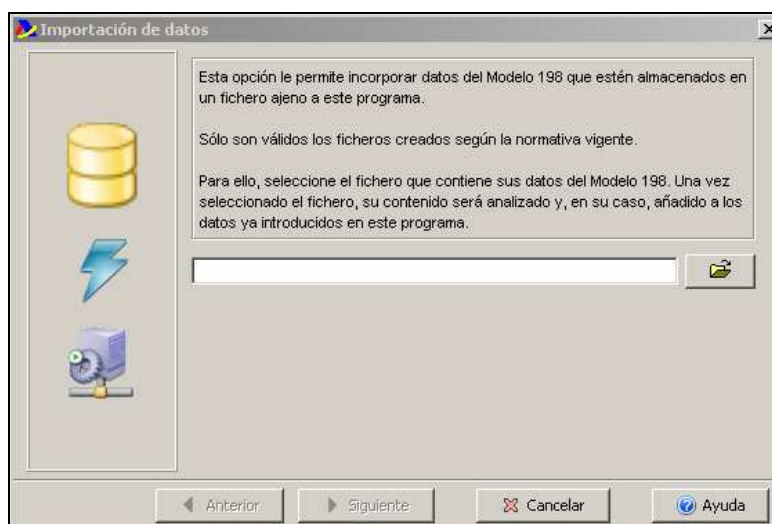 Importación de datos
Esta opción le permite incorporar datos del Modelo 198 que estén almacenados en
un fichero ajeno a este programa.
Sólo son válidos los ficheros creados según la normativa vigente.
Para ello, seleccione el fichero que contiene sus datos del Modelo 198. Una vez
seleccionado el fichero, su contenido será analizado y, en su caso, añadido a los
datos ya introducidos en este programa.
Anterior
Siguiente
Cancelar
Ayuda